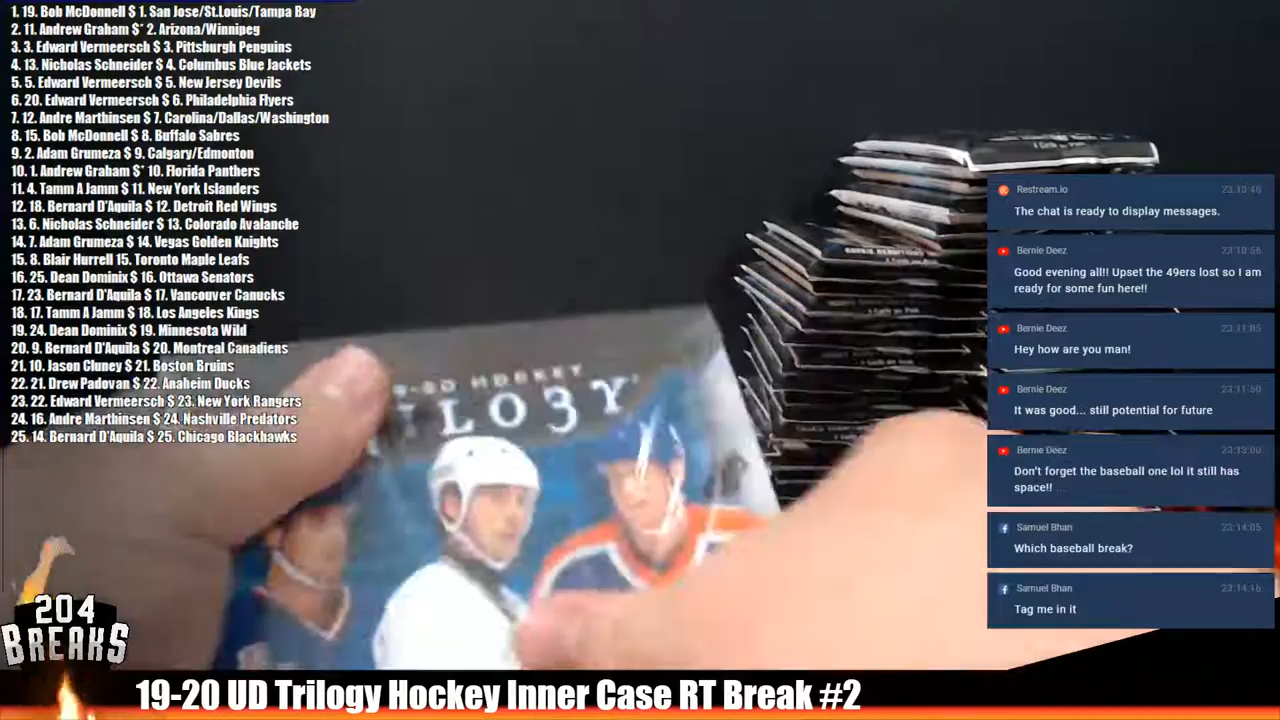 1. 19. Bob McDonnell $ 1. San Jose/St.Louis/Tampa Bay
2. 11. Andrew Graham $* 2. Arizona/Winnipeg
3. 3. Edward Vermeersch $ 3. Pittsburgh Penguins
4. 13. Nicholas Schneider $ 4. Columbus Blue Jackets
5. 5. Edward Vermeersch $ 5. New Jersey Devils
6. 20. Edward Vermeersch $ 6. Philadelphia Flyers
7. 12. Andre Marthinsen $ 7. Carolina/Dallas/Washington
8. 15. Bob McDonnell $ 8. Buffalo Sabres
9. 2. Adam Grumeza $ 9. Calgary/Edmonton
10. 1. Andrew Graham $* 10. Florida Panthers
11. 4. Tamm A Jamm $ 11. New York Islanders
12. 18. Bernard D'Aquila $ 12. Detroit Red Wings
13. 6. Nicholas Schneider $ 13. Colorado Avalanche
14. 7. Adam Grumeza $ 14. Vegas Golden Knights
15. 8. Blair Hurrell 15. Toronto Maple Leafs
16. 25. Dean Dominix $ 16. Ottawa Senators
17. 23. Bernard D'Aquila $ 17. Vancouver Canucks
18. 17. Tamm A Jamm $ 18. Los Angeles Kings
19. 24. Dean Dominix $ 19. Minnesota Wild
20. 9. Bernard D'Aquila $ 20. Montreal Canadiens
21. 10. Jason Cluney $ 21. Boston Bruins
22. 21. Drew Padovan $ 22. Anaheim Ducks
23. 22. Edward Vermeersch $ 23. New York Rangers
24. 16. Andre Marthinsen $ 24. Nashville Predators
25. 14. Bernard D'Aquila $ 25. Chicago Blackhawks
HOCKEY
Restream.io 23:10:46
The chat is ready to display messages.
Bernie Deez 23:10:56
Good evening all!! Upset the 49ers lost so I am
ready for some fun here!!
Bernie Deez 23:11:05
Hey how are you man!
Bernie Deez 23:11:50
It was good... still potential for future
Bernie Deez 23:13:00
Don't forget the baseball one lol it still has
space!!
Samuel Bhan 23:14:05
Which baseball break?
Samuel Bhan 23:14:16
Tag me in it
204
BREAKS
19-20 UD Trilogy Hockey Inner Case RT Break #2